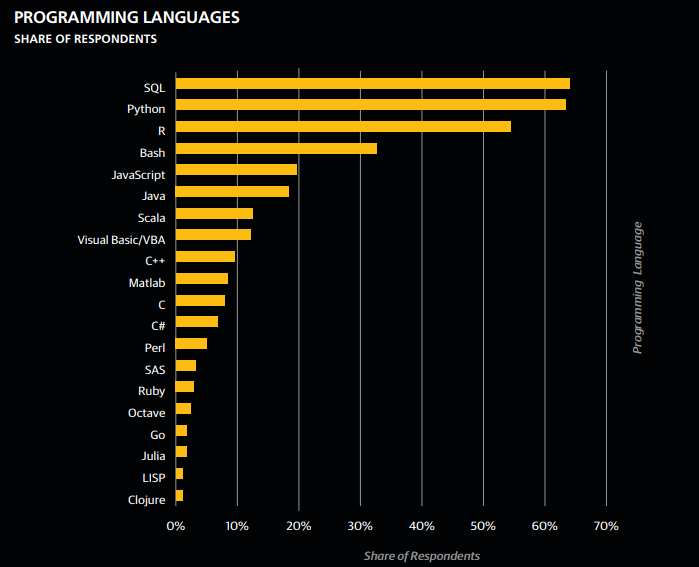 PROGRAMMING LANGUAGES
SHARE OF RESPONDENTS
SQL
Python
R
Bash
JavaScript
Java
Scala
Visual Basic/VBA
C++
Matlab
C
C#
Perl
SAS
Ruby
Octave
Go
Julia
LISP
Clojure
0% 10% 20% 30% 40% 50% 60% 70%
Share of Respondents
Programming Language